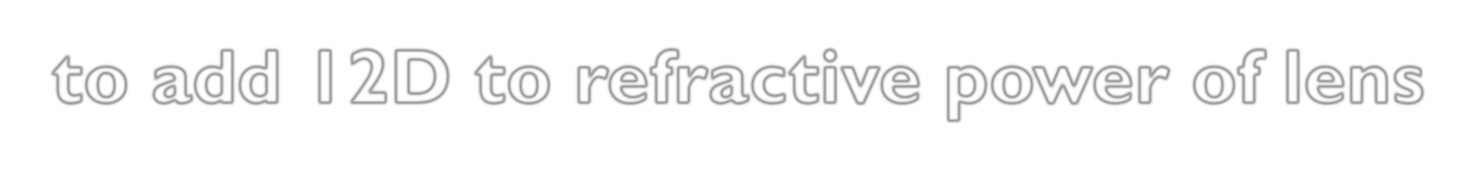 to add 12D to refractive power of lens